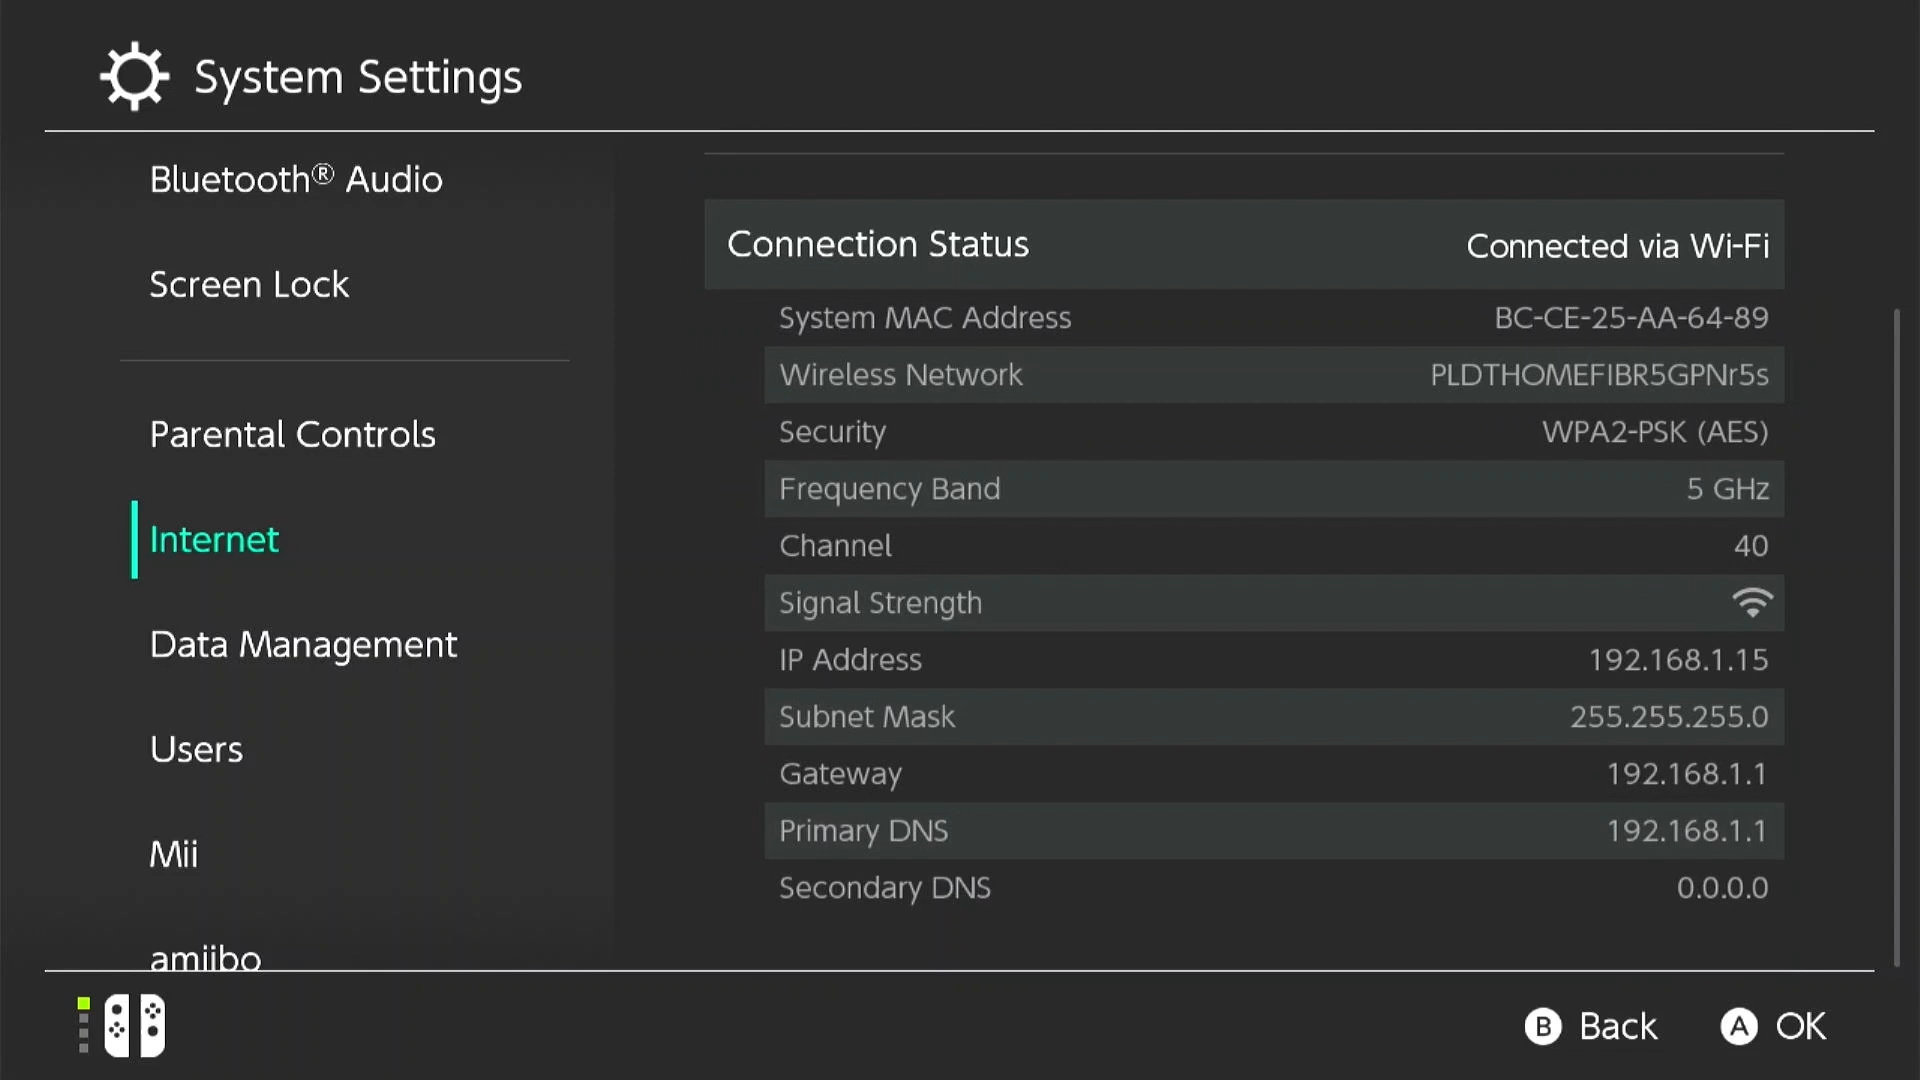 System Settings
Bluetooth® Audio
Screen Lock
Parental Controls
Internet
Data Management
Users
Mii
amiibo
Connection Status Connected via Wi-Fi
System MAC Address BC-CE-25-AA-64-89
Wireless Network PLDTHOMEFIBR5GPNr5s
Security WPA2-PSK (AES)
Frequency Band 5 GHz
Channel 40
Signal Strength
IP Address 192.168.1.15
Subnet Mask 255.255.255.0
Gateway 192.168.1.1
Primary DNS 192.168.1.1
Secondary DNS 0.0.0.0
B Back A OK